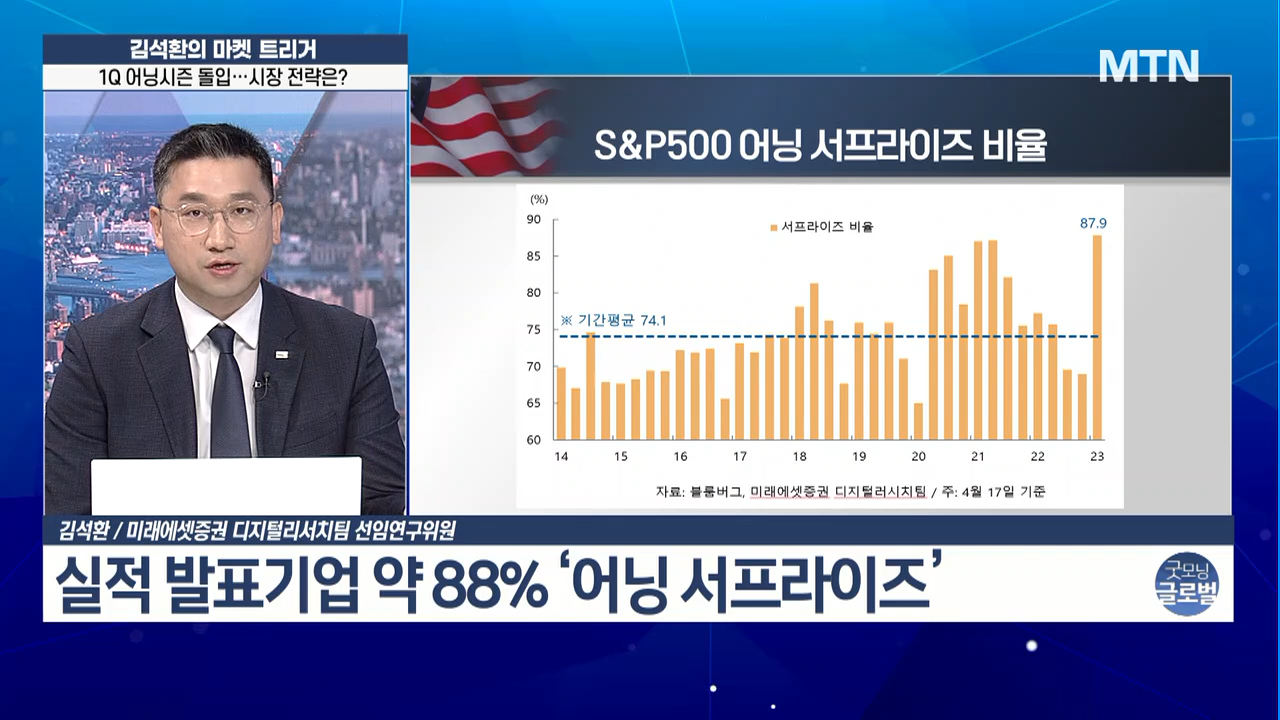 김석환의 마켓 트리거
1Q 어닝시즌 돌입…시장 전략은?
MTN
S&P500 어닝 서프라이즈 비율
(%)
서프라이즈 비율
87.9
※ 기간평균 74.1
90
85
80
75
70
65
60
14 15 16 17 18 19 20 21 22 23
자료: 블룸버그, 미래에셋증권 디지털러시치팀 / 주: 4월 17일 기준
김석환 / 미래에셋증권 디지털리서치팀 선임연구위원
실적 발표기업 약 88% ‘어닝 서프라이즈’
굿모닝
글로벌